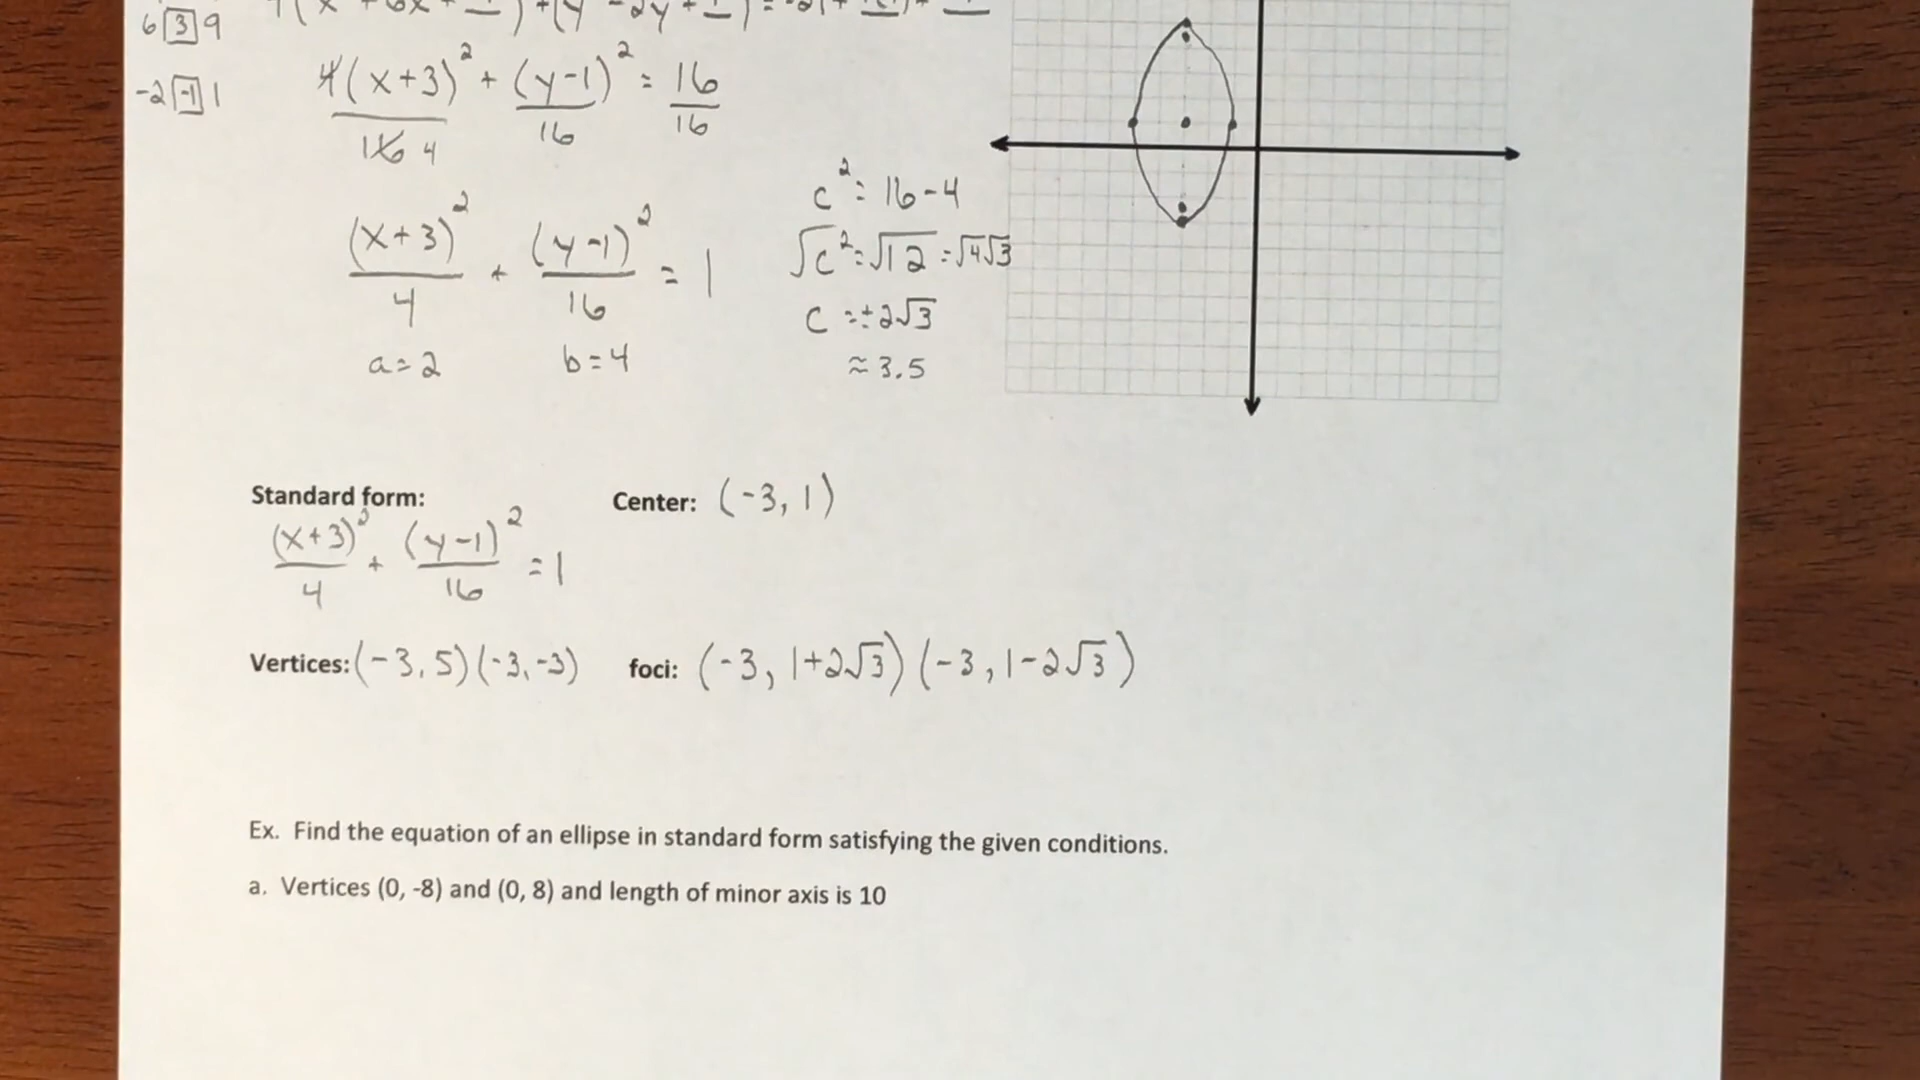 6 3 9
-2 -1 1
4(x+3)² + (y-1)² = 16
16 4 16 16
(x+3)² + (y-1)² = 1
4 16
a=2 b=4
c² = 16-4
√c² = √12 = √4√3
c = ±2√3
≈ 3.5
Standard form: Center: (-3, 1)
(x+3)² + (y-1)² = 1
4 16
Vertices: (-3, 5) (-3, -3) foci: (-3, 1+2√3) (-3, 1-2√3)
Ex. Find the equation of an ellipse in standard form satisfying the given conditions.
a. Vertices (0, -8) and (0, 8) and length of minor axis is 10